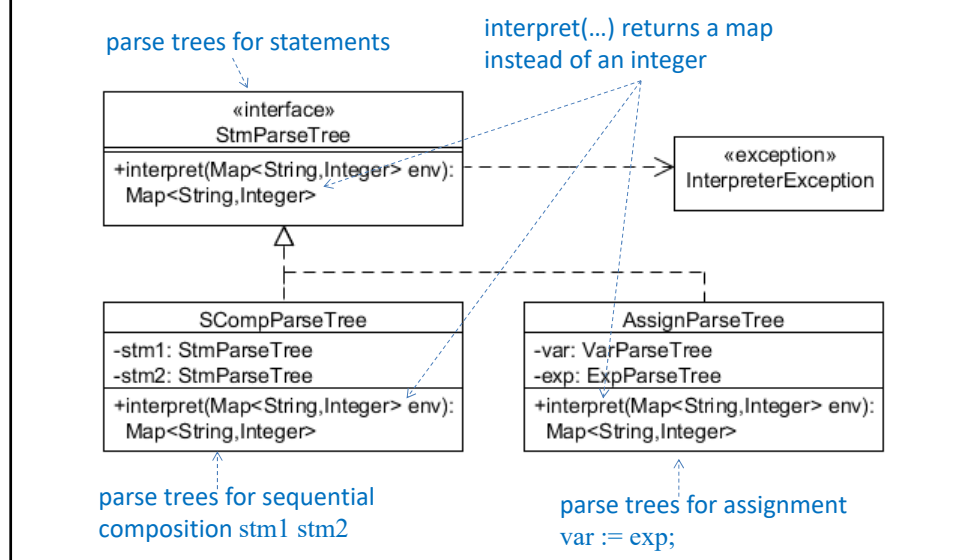 parse trees for statements
interpret(…) returns a map
instead of an integer
«interface»
StmParseTree
+interpret(Map<String,Integer> env):
Map<String,Integer>
«exception»
InterpreterException
SCompParseTree
-stm1: StmParseTree
-stm2: StmParseTree
+interpret(Map<String,Integer> env):
Map<String,Integer>
AssignParseTree
-var: VarParseTree
-exp: ExpParseTree
+interpret(Map<String,Integer> env):
Map<String,Integer>
parse trees for sequential
composition stm1 stm2
parse trees for assignment
var := exp;